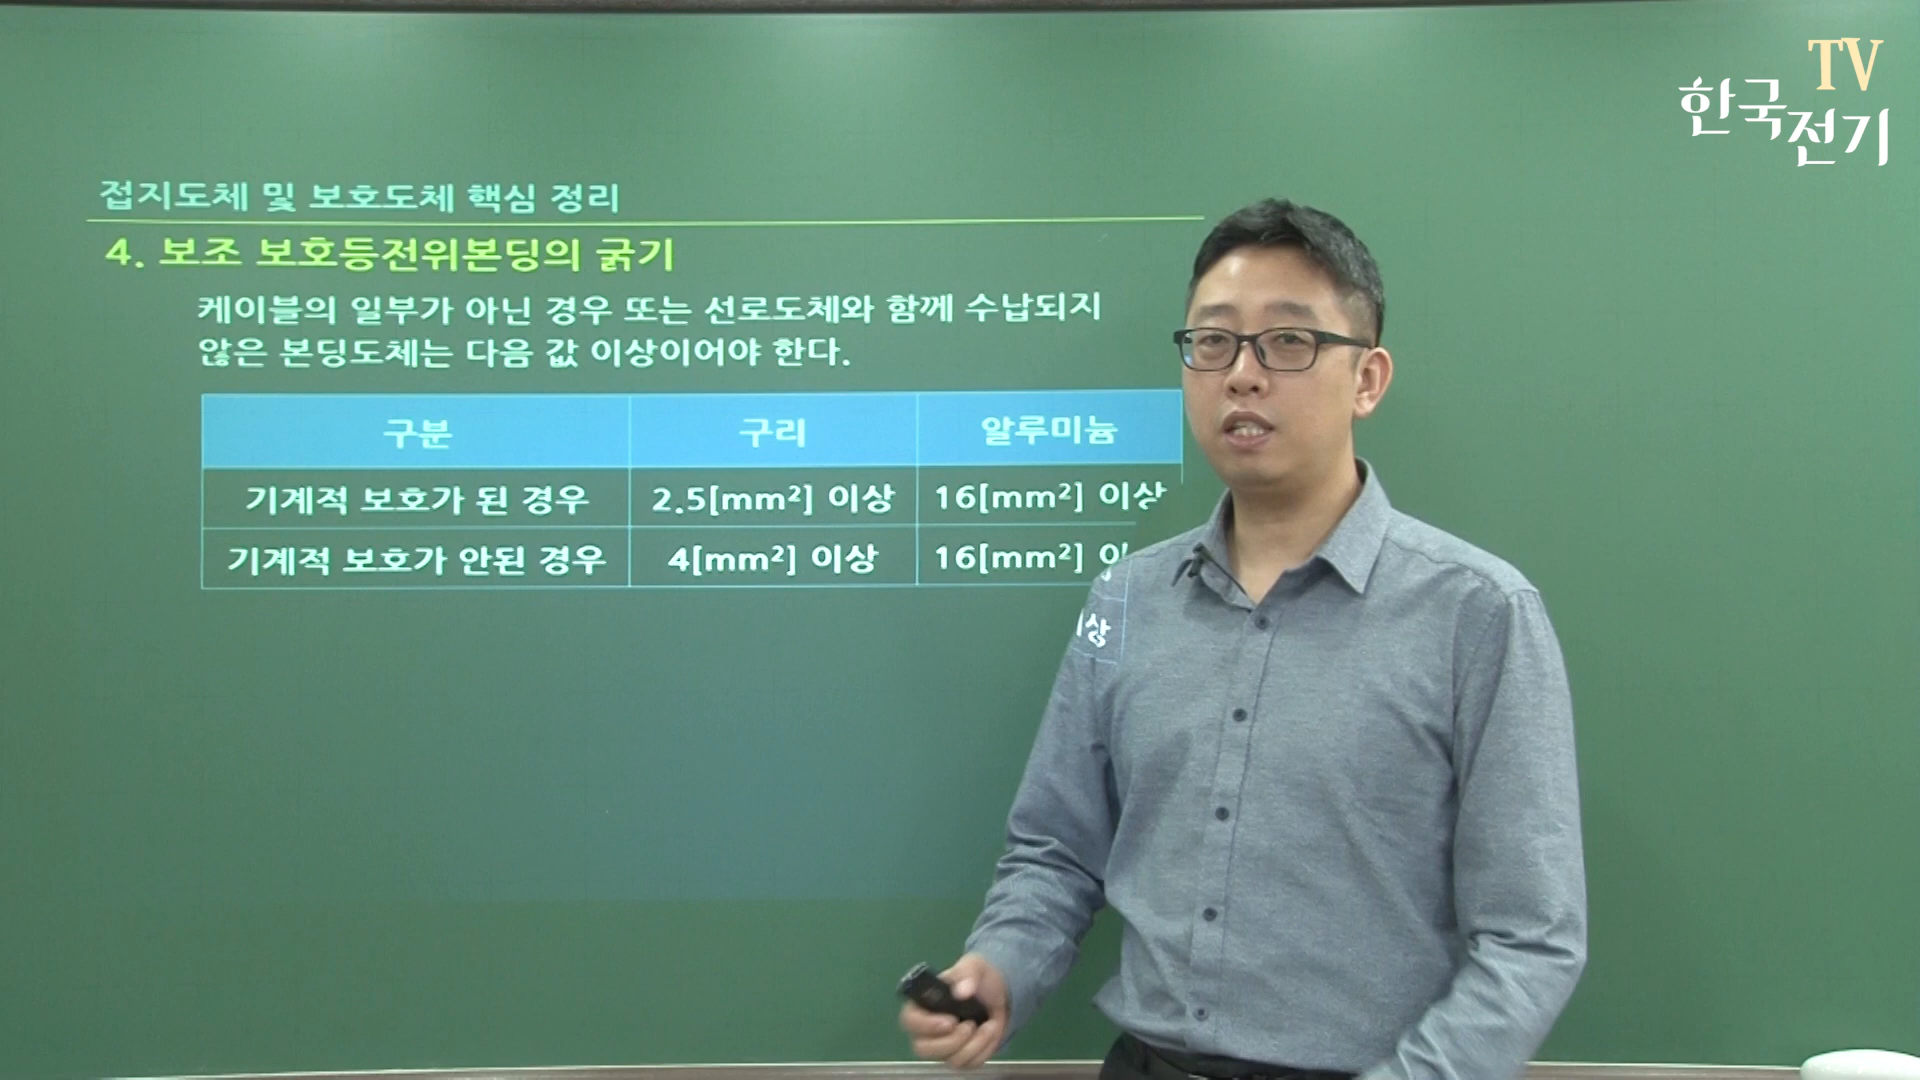 TV
한국전기
접지도체 및 보호도체 핵심 정리
4. 보조 보호등전위본딩의 굵기
케이블의 일부가 아닌 경우 또는 선로도체와 함께 수납되지
않은 본딩도체는 다음 값 이상이어야 한다.
구분 구리 알루미늄
기계적 보호가 된 경우 2.5[mm²] 이상 16[mm²] 이상
기계적 보호가 안된 경우 4[mm²] 이상 16[mm²] 이상